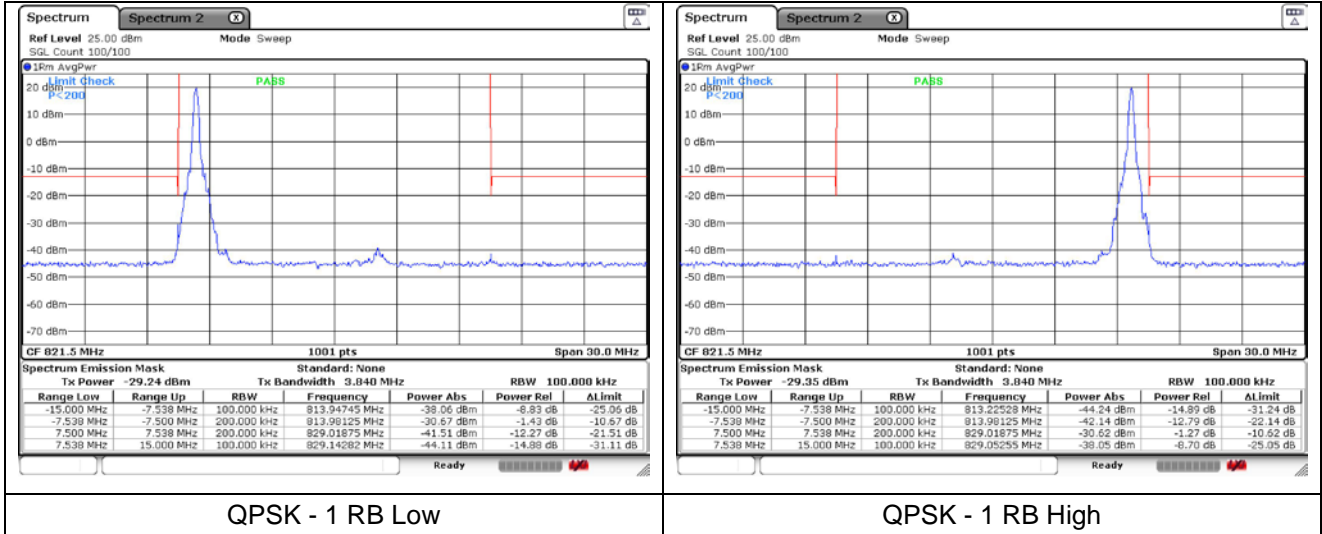 Spectrum Spectrum 2 X
Ref Level 25.00 dBm Mode Sweep
SGL Count 100/100
1Rm AvgPwr
Limit Check PASS
20 dBm
P<200
10 dBm
0 dBm
-10 dBm
-20 dBm
-30 dBm
-40 dBm
-50 dBm
-60 dBm
-70 dBm
CF 821.5 MHz 1001 pts Span 30.0 MHz
Spectrum Emission Mask Standard: None
Tx Power -29.24 dBm Tx Bandwidth 3.840 MHz RBW 100.000 kHz
Range Low Range Up RBW Frequency Power Abs Power Rel ΔLimit
-15.000 MHz -7.538 MHz 100.000 kHz 813.94745 MHz -38.06 dBm -8.83 dB -25.06 dB
-7.538 MHz -7.500 MHz 200.000 kHz 813.98125 MHz -30.67 dBm -1.43 dB -10.67 dB
7.500 MHz 7.538 MHz 200.000 kHz 829.01875 MHz -41.51 dBm -12.27 dB -21.51 dB
7.538 MHz 15.000 MHz 100.000 kHz 829.14282 MHz -44.11 dBm -14.88 dB -31.11 dB
Ready
QPSK - 1 RB Low
Spectrum Spectrum 2 X
Ref Level 25.00 dBm Mode Sweep
SGL Count 100/100
1Rm AvgPwr
Limit Check PASS
20 dBm
P<200
10 dBm
0 dBm
-10 dBm
-20 dBm
-30 dBm
-40 dBm
-50 dBm
-60 dBm
-70 dBm
CF 821.5 MHz 1001 pts Span 30.0 MHz
Spectrum Emission Mask Standard: None
Tx Power -29.35 dBm Tx Bandwidth 3.840 MHz RBW 100.000 kHz
Range Low Range Up RBW Frequency Power Abs Power Rel ΔLimit
-15.000 MHz -7.538 MHz 100.000 kHz 813.22528 MHz -44.24 dBm -14.89 dB -31.24 dB
-7.538 MHz -7.500 MHz 200.000 kHz 813.98125 MHz -42.14 dBm -12.79 dB -22.14 dB
7.500 MHz 7.538 MHz 200.000 kHz 829.01875 MHz -30.62 dBm -1.27 dB -10.62 dB
7.538 MHz 15.000 MHz 100.000 kHz 829.05255 MHz -38.05 dBm -8.70 dB -25.05 dB
Ready
QPSK - 1 RB High